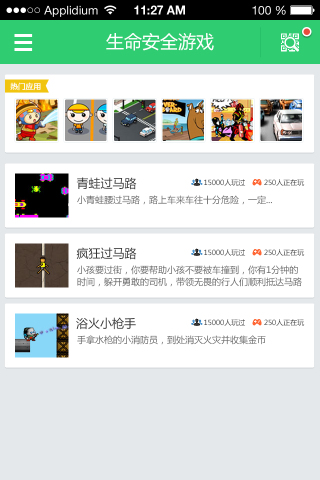 Applidium 11:27 AM 100 %
生命安全游戏
热门应用
青蛙过马路 15000人玩过 250人正在玩
小青蛙腰过马路，路上车来车往十分危险，一定...
疯狂过马路 15000人玩过 250人正在玩
小孩要过街，你要帮助小孩不要被车撞到，你有1分钟的
时间，躲开勇敢的司机，带领无畏的行人们顺利抵达马路
浴火小枪手 15000人玩过 250人正在玩
手拿水枪的小消防员，到处消灭火灾并收集金币